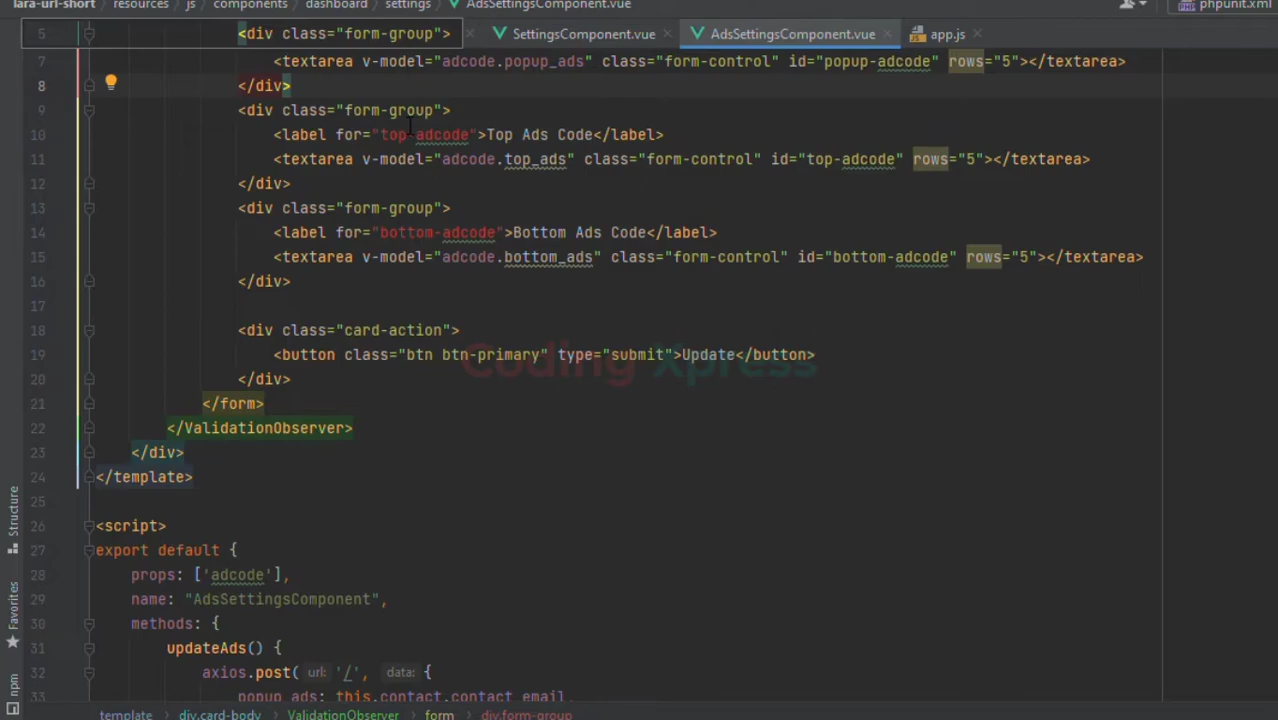 lara-url-short › resources › js › components › dashboard › settings › AdsSettingsComponent.vue phpunit.xml
SettingsComponent.vue AdsSettingsComponent.vue app.js
5 <div class="form-group">
7 <textarea v-model="adcode.popup_ads" class="form-control" id="popup-adcode" rows="5"></textarea>
8 </div>
9 <div class="form-group">
10 <label for="top-adcode">Top Ads Code</label>
11 <textarea v-model="adcode.top_ads" class="form-control" id="top-adcode" rows="5"></textarea>
12 </div>
13 <div class="form-group">
14 <label for="bottom-adcode">Bottom Ads Code</label>
15 <textarea v-model="adcode.bottom_ads" class="form-control" id="bottom-adcode" rows="5"></textarea>
16 </div>
17
18 <div class="card-action">
19 <button class="btn btn-primary" type="submit">Update</button>
Coding Xpress
20 </div>
21 </form>
22 </ValidationObserver>
23 </div>
24 </template>
25
26 <script>
27 export default {
28 props: ['adcode'],
29 name: "AdsSettingsComponent",
30 methods: {
31 updateAds() {
32 axios.post( url: '/', data: {
33 popup_ads: this.contact.contact_email,
Structure
Favorites
npm
template › div.card-body › ValidationObserver › form › div.form-group